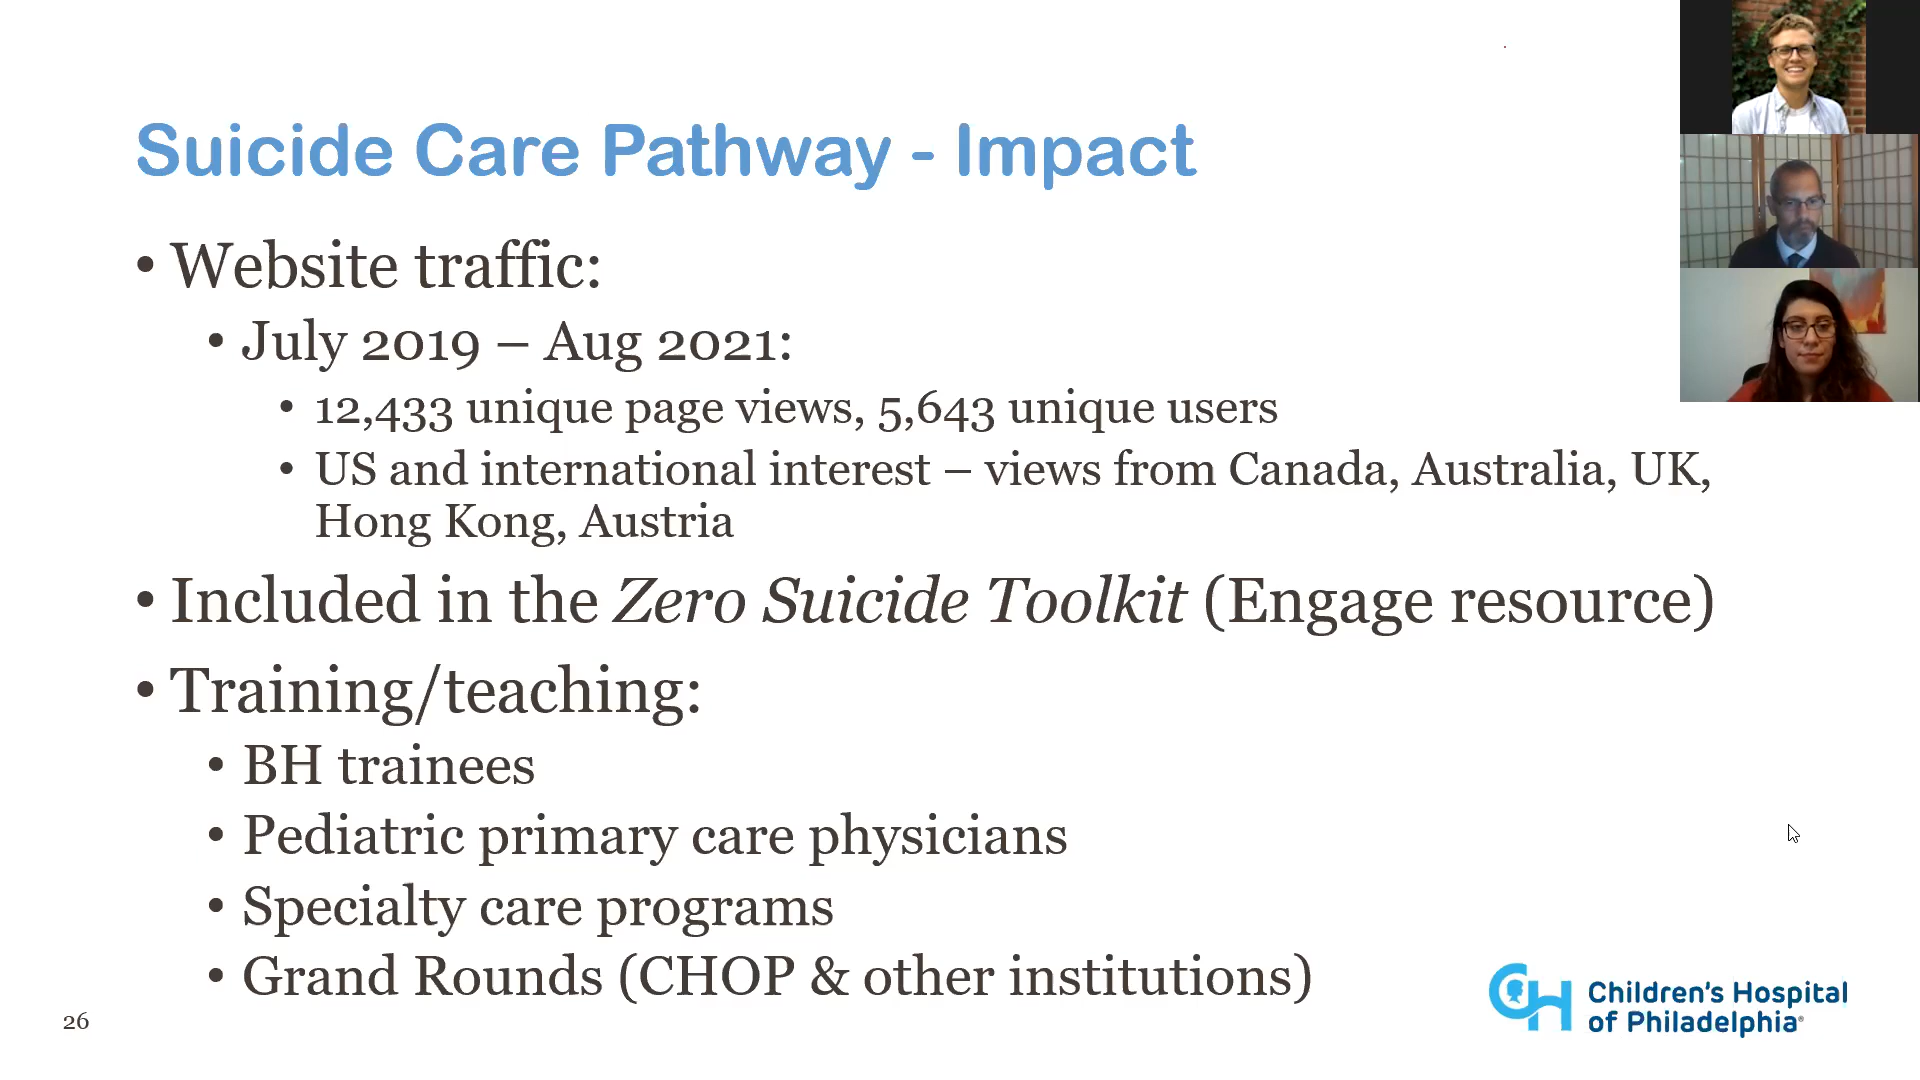 Suicide Care Pathway - Impact
• Website traffic:
• July 2019 – Aug 2021:
• 12,433 unique page views, 5,643 unique users
• US and international interest – views from Canada, Australia, UK,
Hong Kong, Austria
• Included in the Zero Suicide Toolkit (Engage resource)
• Training/teaching:
• BH trainees
• Pediatric primary care physicians
• Specialty care programs
• Grand Rounds (CHOP & other institutions)
26
CH Children's Hospital
of Philadelphia®